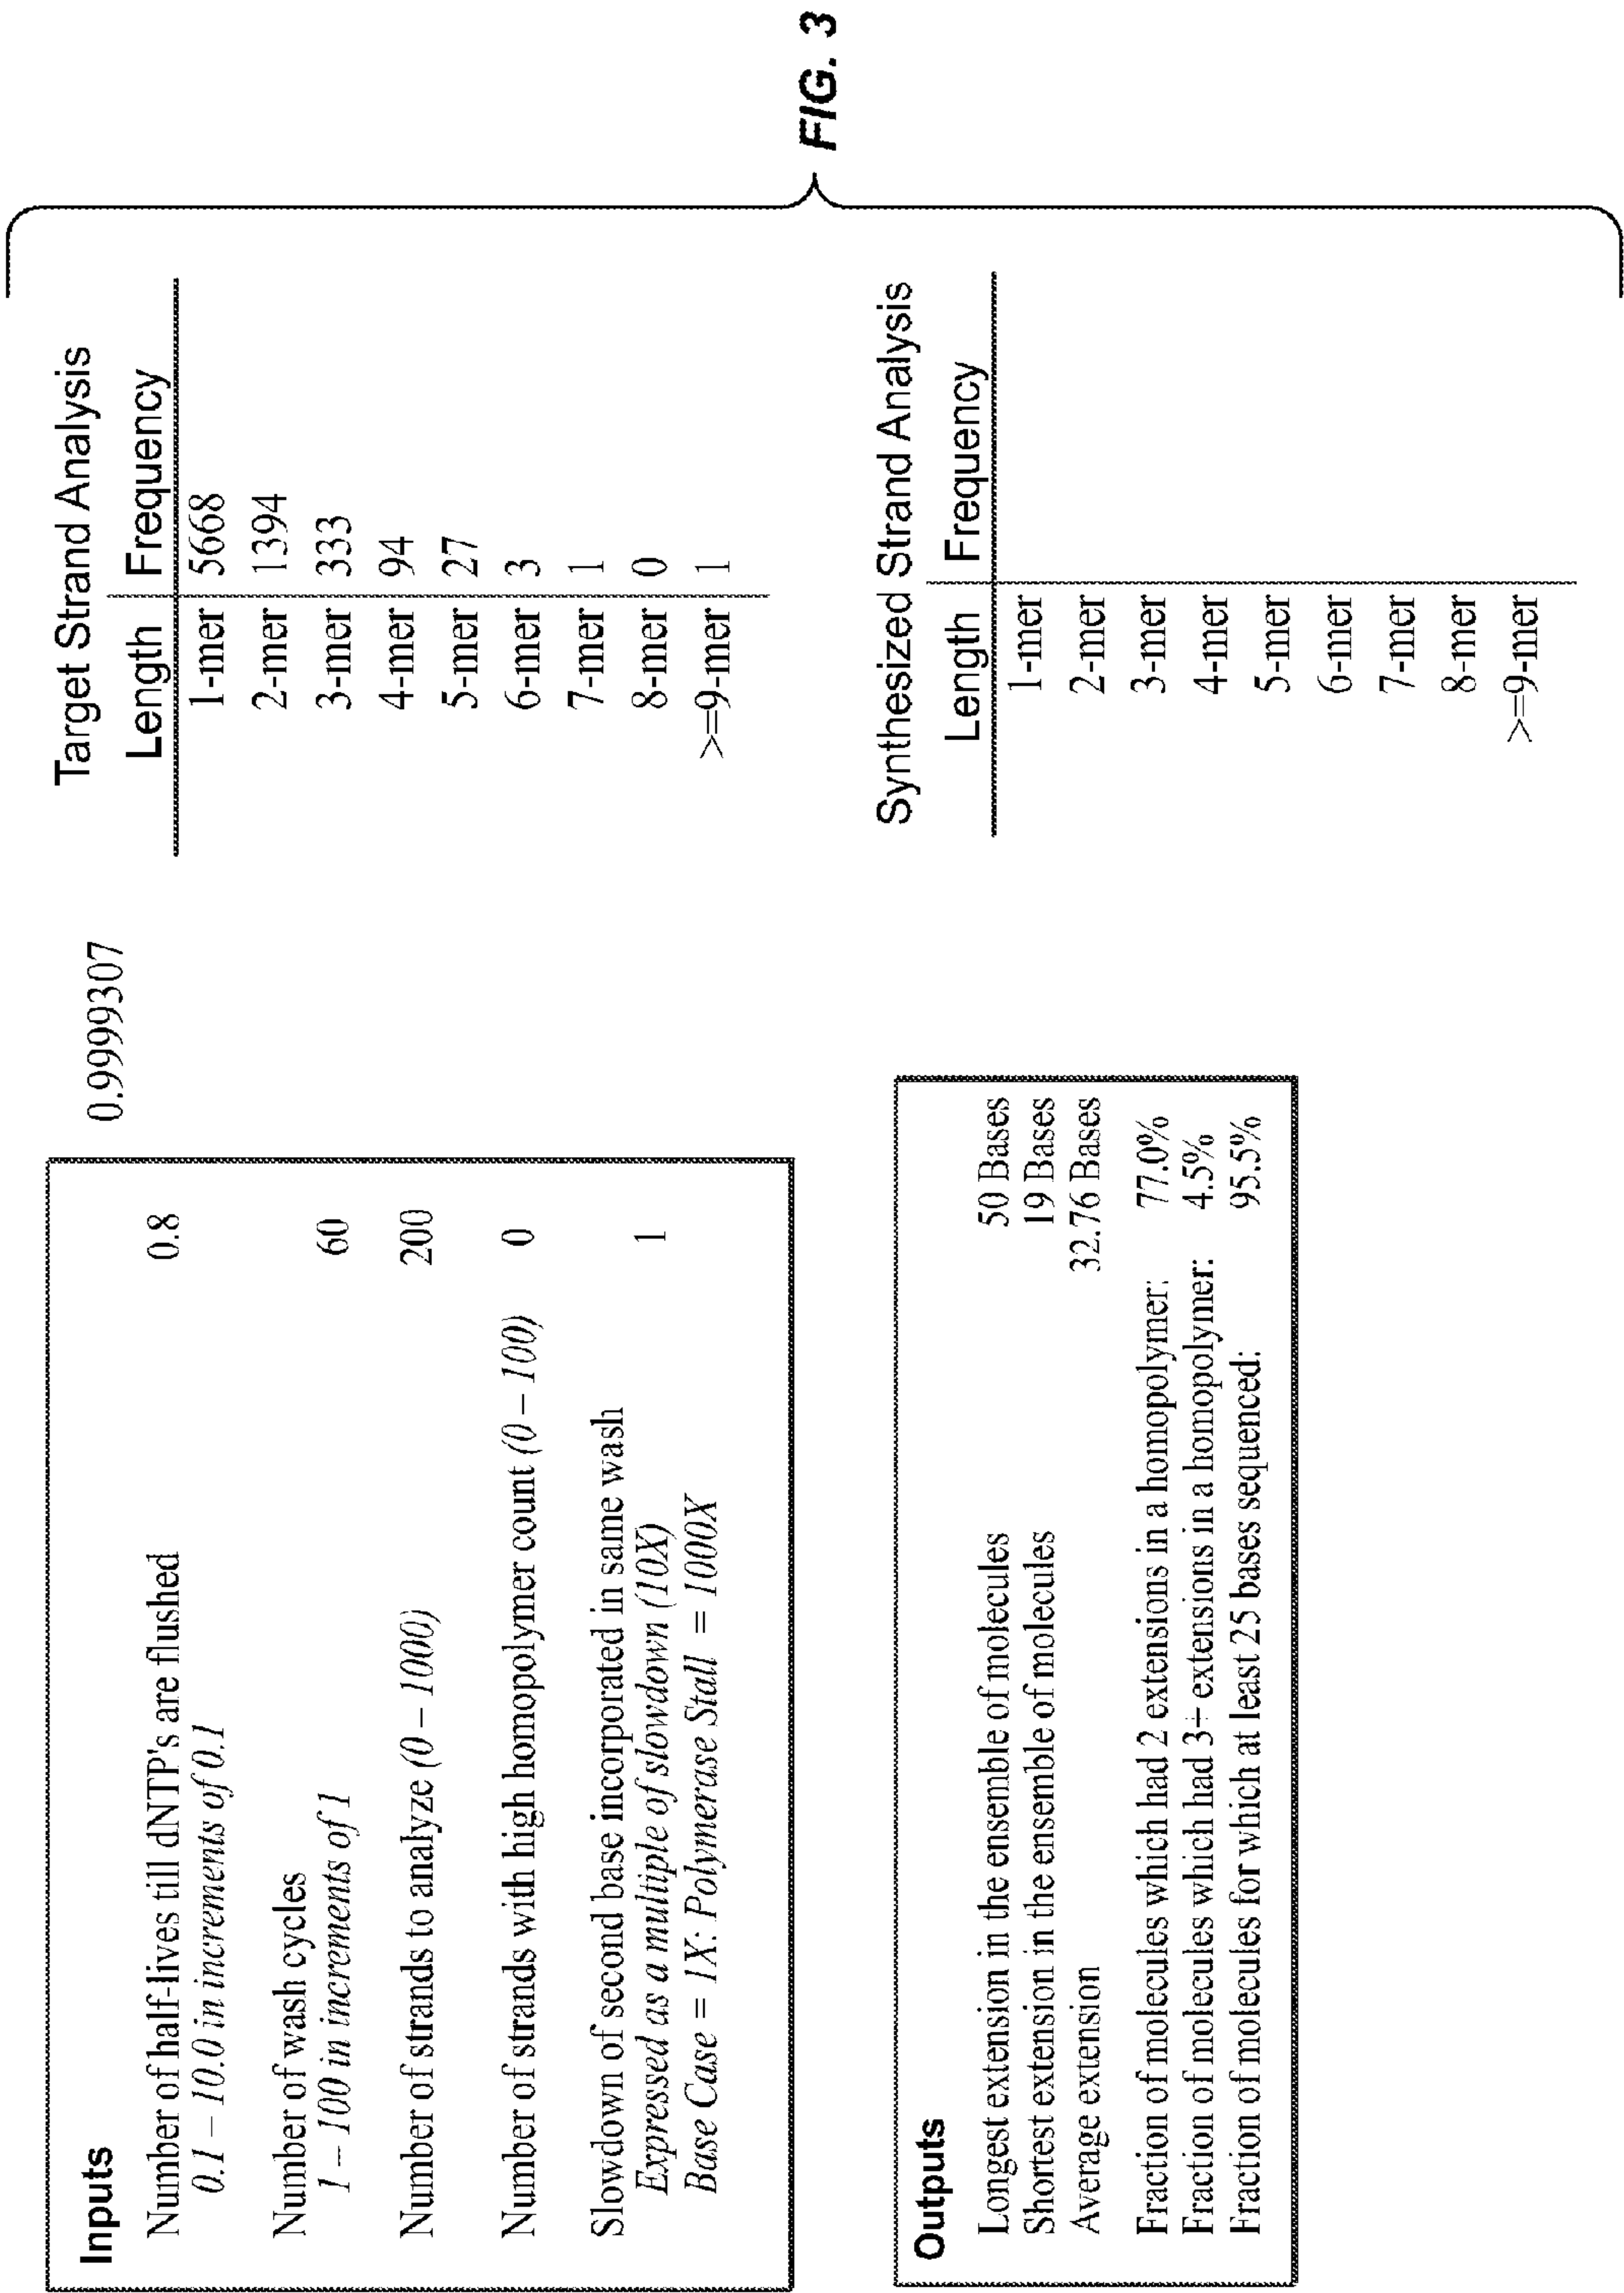 Inputs
Number of half-lives till dNTP's are flushed 0.8
0.1 – 10.0 in increments of 0.1
Number of wash cycles 60
1 – 100 in increments of 1
Number of strands to analyze (0 – 1000) 200
Number of strands with high homopolymer count (0 – 100) 0
Slowdown of second base incorporated in same wash 1
Expressed as a multiple of slowdown (10X)
Base Case = 1X: Polymerase Stall = 1000X
0.9999307
Target Strand Analysis
Length Frequency
1-mer 5668
2-mer 1394
3-mer 333
4-mer 94
5-mer 27
6-mer 3
7-mer 1
8-mer 0
>=9-mer 1
Outputs
Longest extension in the ensemble of molecules 50 Bases
Shortest extension in the ensemble of molecules 19 Bases
Average extension 32.76 Bases
Fraction of molecules which had 2 extensions in a homopolymer: 77.0%
Fraction of molecules which had 3+ extensions in a homopolymer: 4.5%
Fraction of molecules for which at least 25 bases sequenced: 95.5%
Synthesized Strand Analysis
Length Frequency
1-mer
2-mer
3-mer
4-mer
5-mer
6-mer
7-mer
8-mer
>=9-mer
FIG. 3